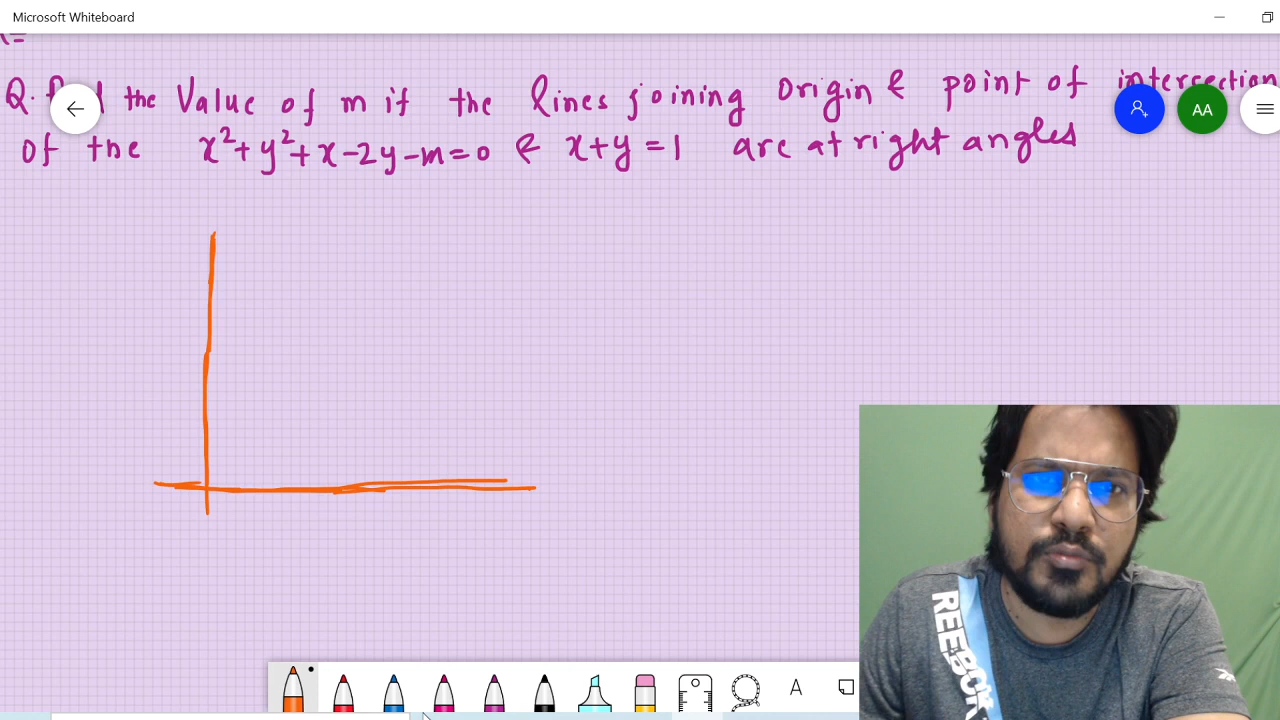 Microsoft Whiteboard
Q. the Value of m if the lines joining Origin & point of intersection
of the x²+y²+x-2y-m=0 & x+y=1 are at right angles
AA
REEBOK
A